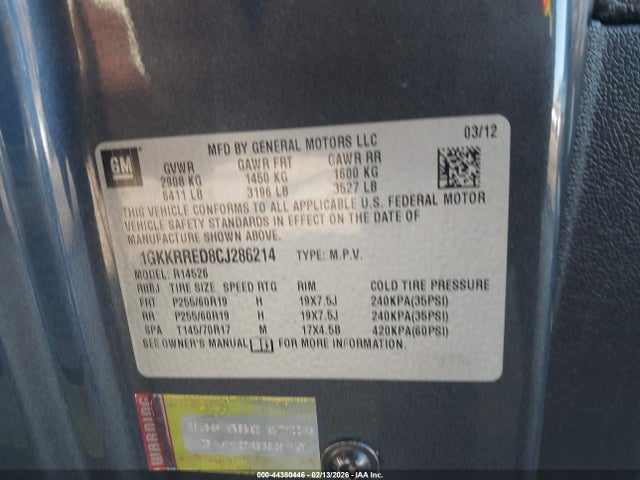 MFD BY GENERAL MOTORS LLC 03/12
GM
GVWR GAWR FRT GAWR RR
2908 KG 1450 KG 1600 KG
6411 LB 3196 LB 3527 LB
THIS VEHICLE CONFORMS TO ALL APPLICABLE U.S. FEDERAL MOTOR
VEHICLE SAFETY STANDARDS IN EFFECT ON THE DATE OF
MANUFACTURE SHOWN ABOVE.
1GKKRRED8CJ286214 TYPE: M.P.V.
MODEL: R14526
RBBJ TIRE SIZE SPEED RTG RIM COLD TIRE PRESSURE
FRT P255/60R19 H 19X7.5J 240KPA(35PSI)
RR P255/60R19 H 19X7.5J 240KPA(35PSI)
SPA T145/70R17 M 17X4.5B 420KPA(60PSI)
SEE OWNER'S MANUAL FOR MORE INFORMATION.
WARNING
000-44380446 - 02/13/2026 - IAAI.com